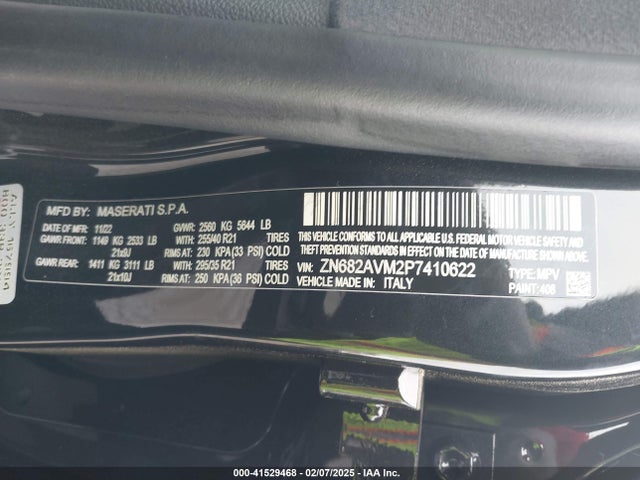 MFD BY: MASERATI S.P.A.
DATE OF MFR 11/22 GVWR: 2560 KG 5644 LB
GAWR FRONT: 1149 KG 2533 LB WITH: 255/40 R21 TIRES
21x9J RIMS AT: 230 KPA (33 PSI) COLD
GAWR REAR: 1411 KG 3111 LB WITH: 295/35 R21 TIRES
21x10J RIMS AT: 250 KPA (36 PSI) COLD
THIS VEHICLE CONFORMS TO ALL APPLICABLE U.S. FEDERAL MOTOR VEHICLE SAFETY, BUMPER, AND
THEFT PREVENTION STANDARDS IN EFFECT ON THE DATE OF MANUFACTURE SHOWN ABOVE.
VIN: ZN682AVM2P7410622 TYPE: MPV
VEHICLE MADE IN: ITALY PAINT: 406
000-41529468 - 02/07/2025 - IAA Inc.